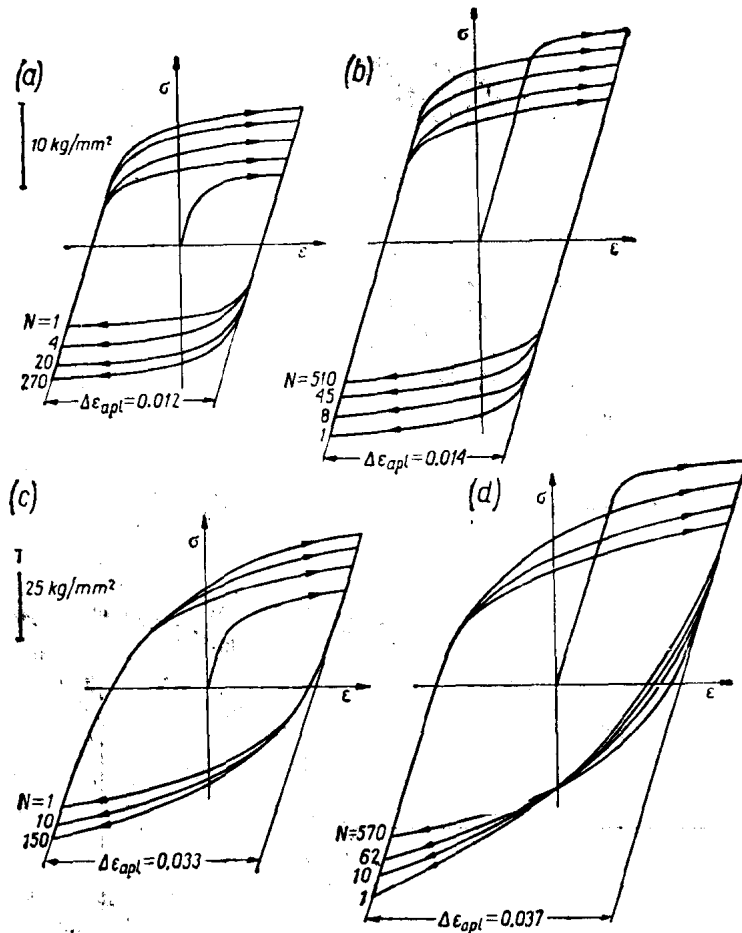 (a)
σ
10 kg/mm²
ε
N=1
4
20
270
Δε_apl=0.012
(b)
σ
ε
N=510
45
8
1
Δε_apl=0.014
(c)
σ
25 kg/mm²
ε
N=1
10
150
Δε_apl=0,033
(d)
σ
ε
N=570
62
10
1
Δε_apl=0.037